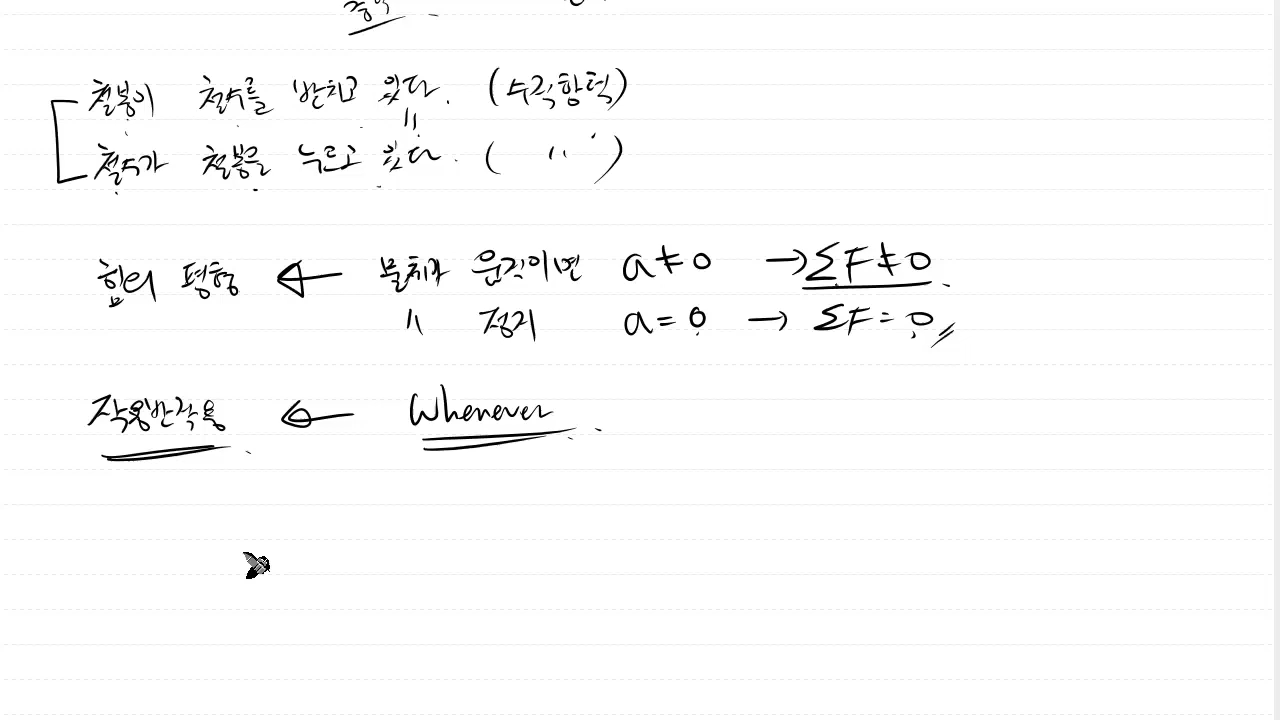 철봉이 철수를 받치고 있다. (수직항력)
철수가 철봉을 누르고 있다. ( 〃 )
힘의 평형 ← 물체가 움직이면 a≠0 → ΣF≠0
〃 정지 a=0 → ΣF=0
작용반작용 ← Whenever